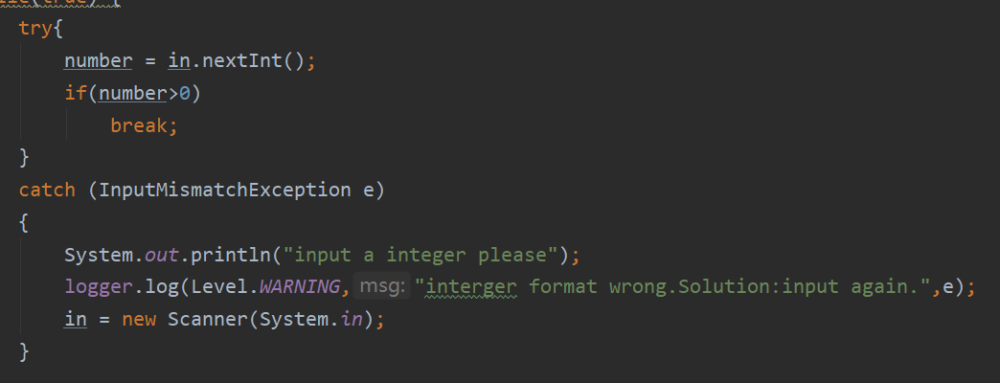 try{
number = in.nextInt();
if(number>0)
break;
}
catch (InputMismatchException e)
{
System.out.println("input a integer please");
logger.log(Level.WARNING, msg: "interger format wrong.Solution:input again.",e);
in = new Scanner(System.in);
}